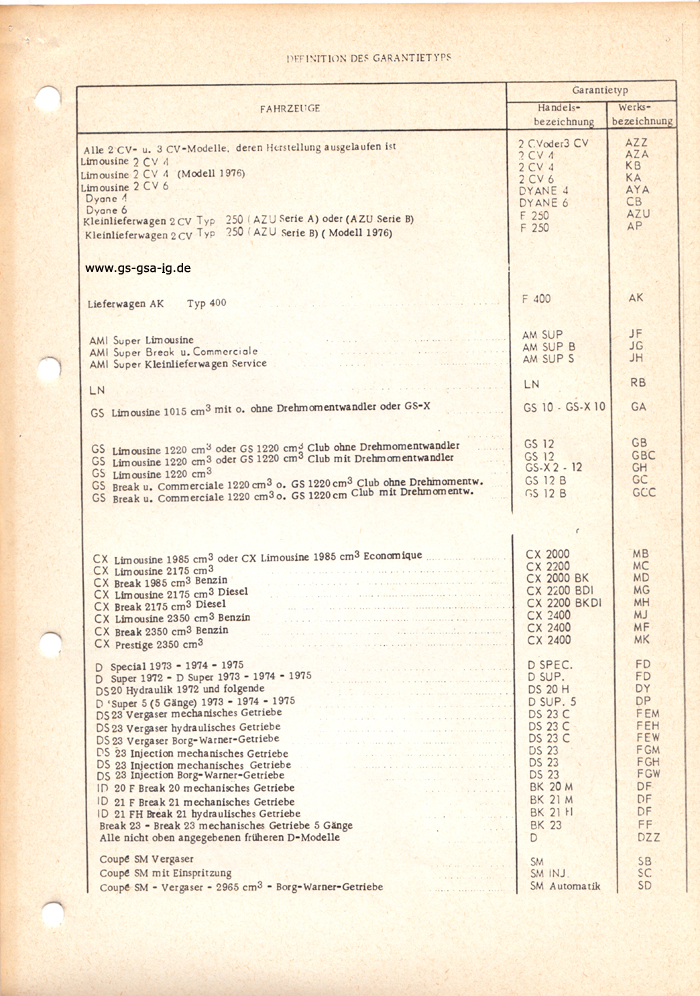 DEFINITION DES GARANTIETYPS
FAHRZEUGE Garantietyp
Handels- bezeichnung Werks- bezeichnung
Alle 2 CV- u. 3 CV-Modelle, deren Herstellung ausgelaufen ist 2 CVoder3 CV AZZ
Limousine 2 CV 4 2 CV 4 AZA
Limousine 2 CV 4 (Modell 1976) 2 CV 4 KB
Limousine 2 CV 6 2 CV 6 KA
Dyane 4 DYANE 4 AYA
Dyane 6 DYANE 6 CB
Kleinlieferwagen 2 CV Typ 250 (AZU Serie A) oder (AZU Serie B) F 250 AZU
Kleinlieferwagen 2 CV Typ 250 (AZU Serie B) (Modell 1976) F 250 AP
www.gs-gsa-ig.de
Lieferwagen AK Typ 400 F 400 AK
AMI Super Limousine AM SUP JF
AMI Super Break u. Commerciale AM SUP B JG
AMI Super Kleinlieferwagen Service AM SUP S JH
LN LN RB
GS Limousine 1015 cm³ mit o. ohne Drehmomentwandler oder GS-X GS 10 - GS-X 10 GA
GS Limousine 1220 cm³ oder GS 1220 cm³ Club ohne Drehmomentwandler GS 12 GB
GS Limousine 1220 cm³ oder GS 1220 cm³ Club mit Drehmomentwandler GS 12 GBC
GS Limousine 1220 cm³ GS-X 2 - 12 GH
GS Break u. Commerciale 1220 cm³ o. GS 1220 cm³ Club ohne Drehmomentw. GS 12 B GC
GS Break u. Commerciale 1220 cm³ o. GS 1220 cm Club mit Drehmomentw. GS 12 B GCC
CX Limousine 1985 cm³ oder CX Limousine 1985 cm³ Economique CX 2000 MB
CX Limousine 2175 cm³ CX 2200 MC
CX Break 1985 cm³ Benzin CX 2000 BK MD
CX Limousine 2175 cm³ Diesel CX 2200 BDI MG
CX Break 2175 cm³ Diesel CX 2200 BKDI MH
CX Limousine 2350 cm³ Benzin CX 2400 MJ
CX Break 2350 cm³ Benzin CX 2400 MF
CX Prestige 2350 cm³ CX 2400 MK
D Special 1973 - 1974 - 1975 D SPEC. FD
D Super 1972 - D Super 1973 - 1974 - 1975 D SUP. FD
DS20 Hydraulik 1972 und folgende DS 20 H DY
D 'Super 5 (5 Gänge) 1973 - 1974 - 1975 D SUP. 5 DP
DS 23 Vergaser mechanisches Getriebe DS 23 C FEM
DS 23 Vergaser hydraulisches Getriebe DS 23 C FEH
DS 23 Vergaser Borg-Warner-Getriebe DS 23 C FEW
DS 23 Injection mechanisches Getriebe DS 23 FGM
DS 23 Injection mechanisches Getriebe DS 23 FGH
DS 23 Injection Borg-Warner-Getriebe DS 23 FGW
ID 20 F Break 20 mechanisches Getriebe BK 20 M DF
ID 21 F Break 21 mechanisches Getriebe BK 21 M DF
ID 21 FH Break 21 hydraulisches Getriebe BK 21 H DF
Break 23 - Break 23 mechanisches Getriebe 5 Gänge BK 23 FF
Alle nicht oben angegebenen früheren D-Modelle D DZZ
Coupé SM Vergaser SM SB
Coupé SM mit Einspritzung SM INJ. SC
Coupé SM - Vergaser - 2965 cm³ - Borg-Warner-Getriebe SM Automatik SD